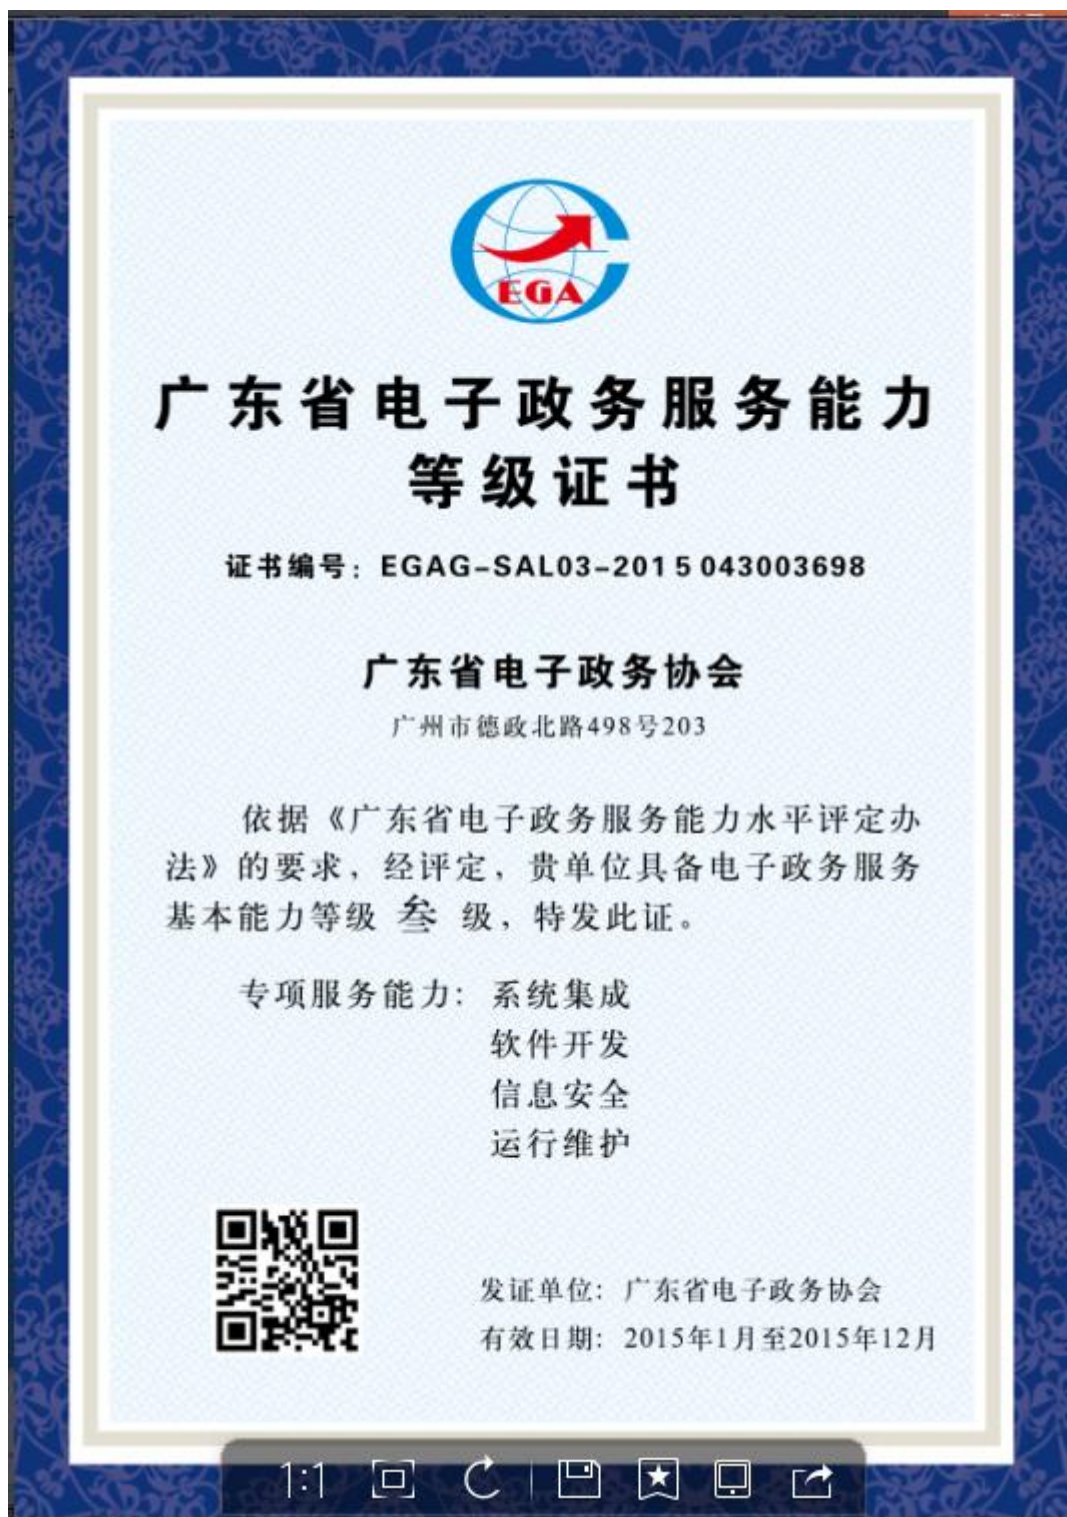 EGA
广东省电子政务服务能力
等级证书
证书编号：EGAG-SAL03-2015043003698
广东省电子政务协会
广州市德政北路498号203
依据《广东省电子政务服务能力水平评定办
法》的要求，经评定，贵单位具备电子政务服务
基本能力等级 叁 级，特发此证。
专项服务能力：系统集成
软件开发
信息安全
运行维护
发证单位：广东省电子政务协会
有效日期：2015年1月至2015年12月
1:1